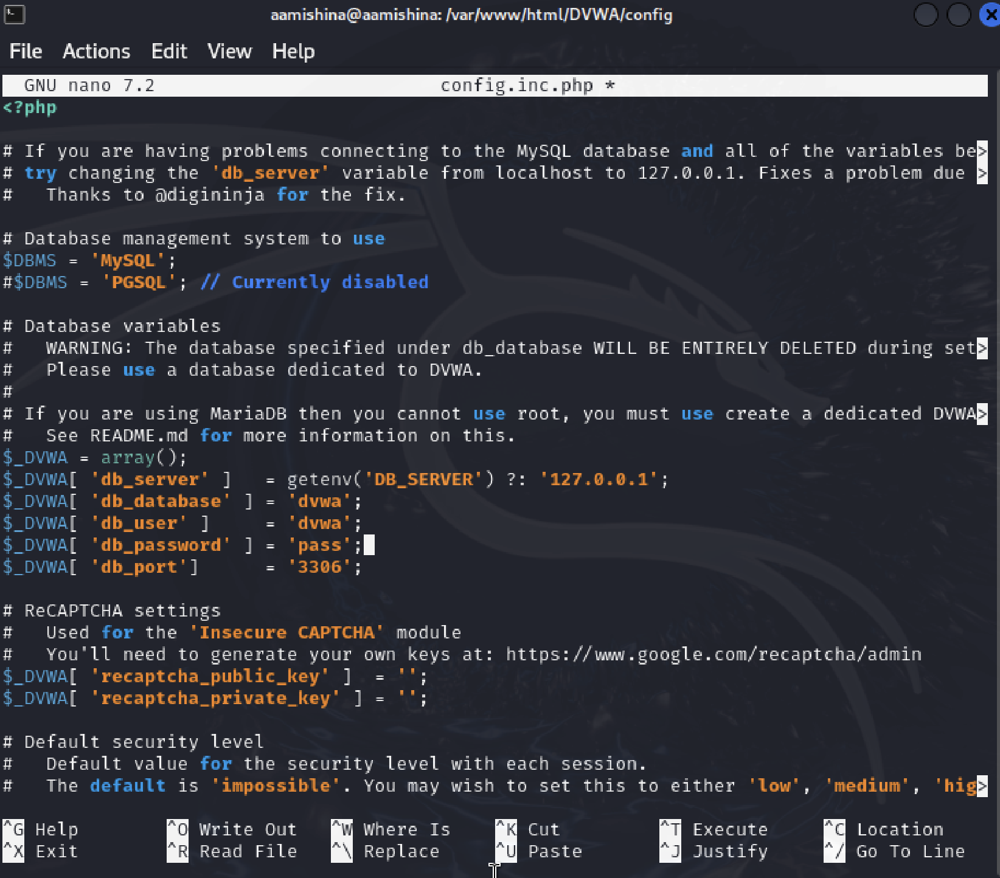 aamishina@aamishina: /var/www/html/DVWA/config
File Actions Edit View Help
GNU nano 7.2 config.inc.php *
<?php
# If you are having problems connecting to the MySQL database and all of the variables be>
# try changing the 'db_server' variable from localhost to 127.0.0.1. Fixes a problem due >
#   Thanks to @digininja for the fix.
# Database management system to use
$DBMS = 'MySQL';
#$DBMS = 'PGSQL'; // Currently disabled
# Database variables
#   WARNING: The database specified under db_database WILL BE ENTIRELY DELETED during set>
#   Please use a database dedicated to DVWA.
#
# If you are using MariaDB then you cannot use root, you must use create a dedicated DVWA>
#   See README.md for more information on this.
$_DVWA = array();
$_DVWA[ 'db_server' ]   = getenv('DB_SERVER') ?: '127.0.0.1';
$_DVWA[ 'db_database' ] = 'dvwa';
$_DVWA[ 'db_user' ]     = 'dvwa';
$_DVWA[ 'db_password' ] = 'pass';
$_DVWA[ 'db_port']      = '3306';
# ReCAPTCHA settings
#   Used for the 'Insecure CAPTCHA' module
#   You'll need to generate your own keys at: https://www.google.com/recaptcha/admin
$_DVWA[ 'recaptcha_public_key' ]  = '';
$_DVWA[ 'recaptcha_private_key' ] = '';
# Default security level
#   Default value for the security level with each session.
#   The default is 'impossible'. You may wish to set this to either 'low', 'medium', 'hig>
^G Help ^O Write Out ^W Where Is ^K Cut ^T Execute ^C Location
^X Exit ^R Read File ^\ Replace ^U Paste ^J Justify ^/ Go To Line